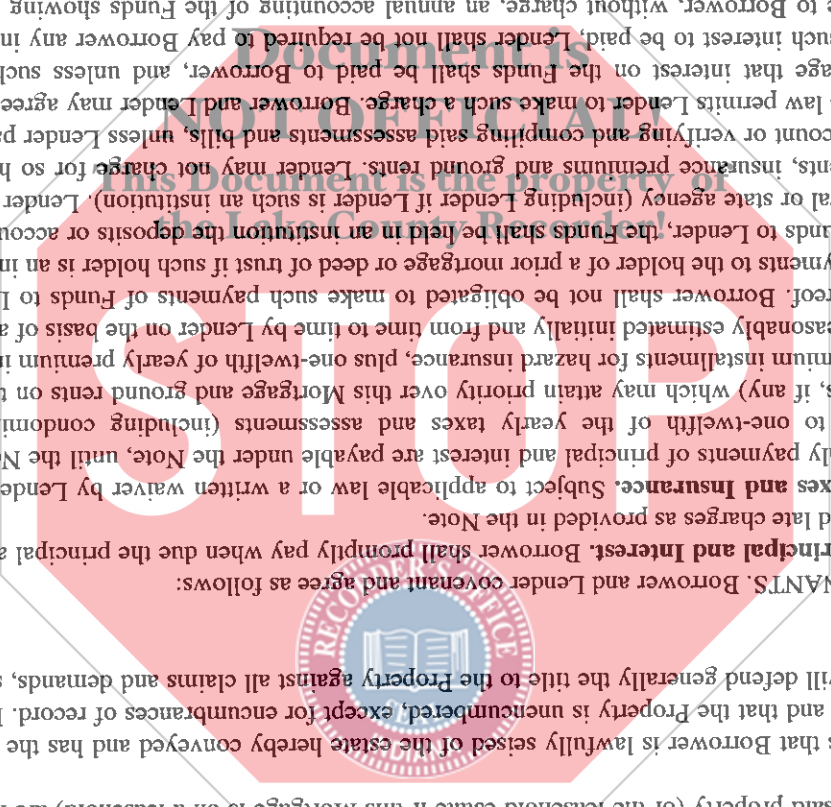 Document is
NOT OFFICIAL
This Document is the property of
the Lake County Recorder!
STOP
RECORDER'S OFFICE
INDIANA
and property (or the leasehold estate if this Mortgage is on a leasehold) are
s that Borrower is lawfully seised of the estate hereby conveyed and has the
and that the Property is unencumbered, except for encumbrances of record.
will defend generally the title to the Property against all claims and demands, s
NANTS. Borrower and Lender covenant and agree as follows:
Principal and Interest. Borrower shall promptly pay when due the principal a
d late charges as provided in the Note.
xes and Insurance. Subject to applicable law or a written waiver by Lende
ly payments of principal and interest are payable under the Note, until the N
to one-twelfth of the yearly taxes and assessments (including condomi
s, if any) which may attain priority over this Mortgage and ground rents on t
mium installments for hazard insurance, plus one-twelfth of yearly premium i
easonably estimated initially and from time to time by Lender on the basis of a
reof. Borrower shall not be obligated to make such payments of Funds to L
yments to the holder of a prior mortgage or deed of trust if such holder is an in
unds to Lender, the Funds shall be held in an institution the deposits or accou
al or state agency (including Lender if Lender is such an institution). Lender
ents, insurance premiums and ground rents. Lender may not charge for so h
count or verifying and compiling said assessments and bills, unless Lender pa
law permits Lender to make such a charge. Borrower and Lender may agree
age that interest on the Funds shall be paid to Borrower, and unless such
uch interest to be paid, Lender shall not be required to pay Borrower any in
e to Borrower, without charge, an annual accounting of the Funds showing